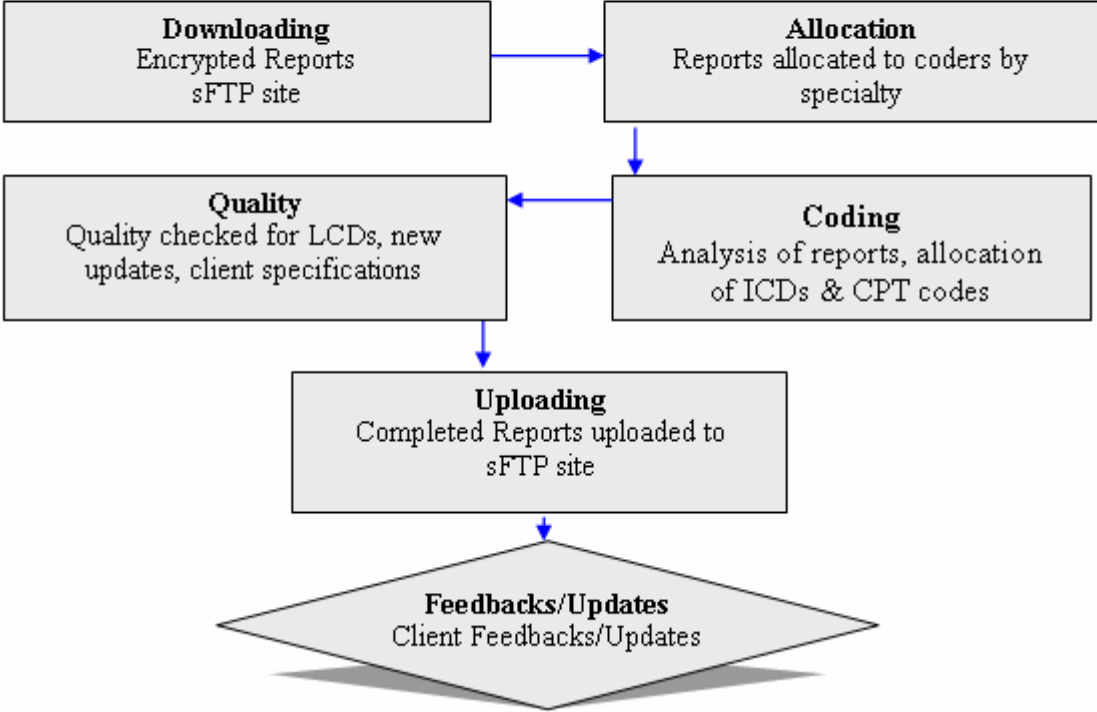 Downloading
Encrypted Reports
sFTP site
Allocation
Reports allocated to coders by
specialty
Coding
Analysis of reports, allocation
of ICDs & CPT codes
Quality
Quality checked for LCDs, new
updates, client specifications
Uploading
Completed Reports uploaded to
sFTP site
Feedbacks/Updates
Client Feedbacks/Updates